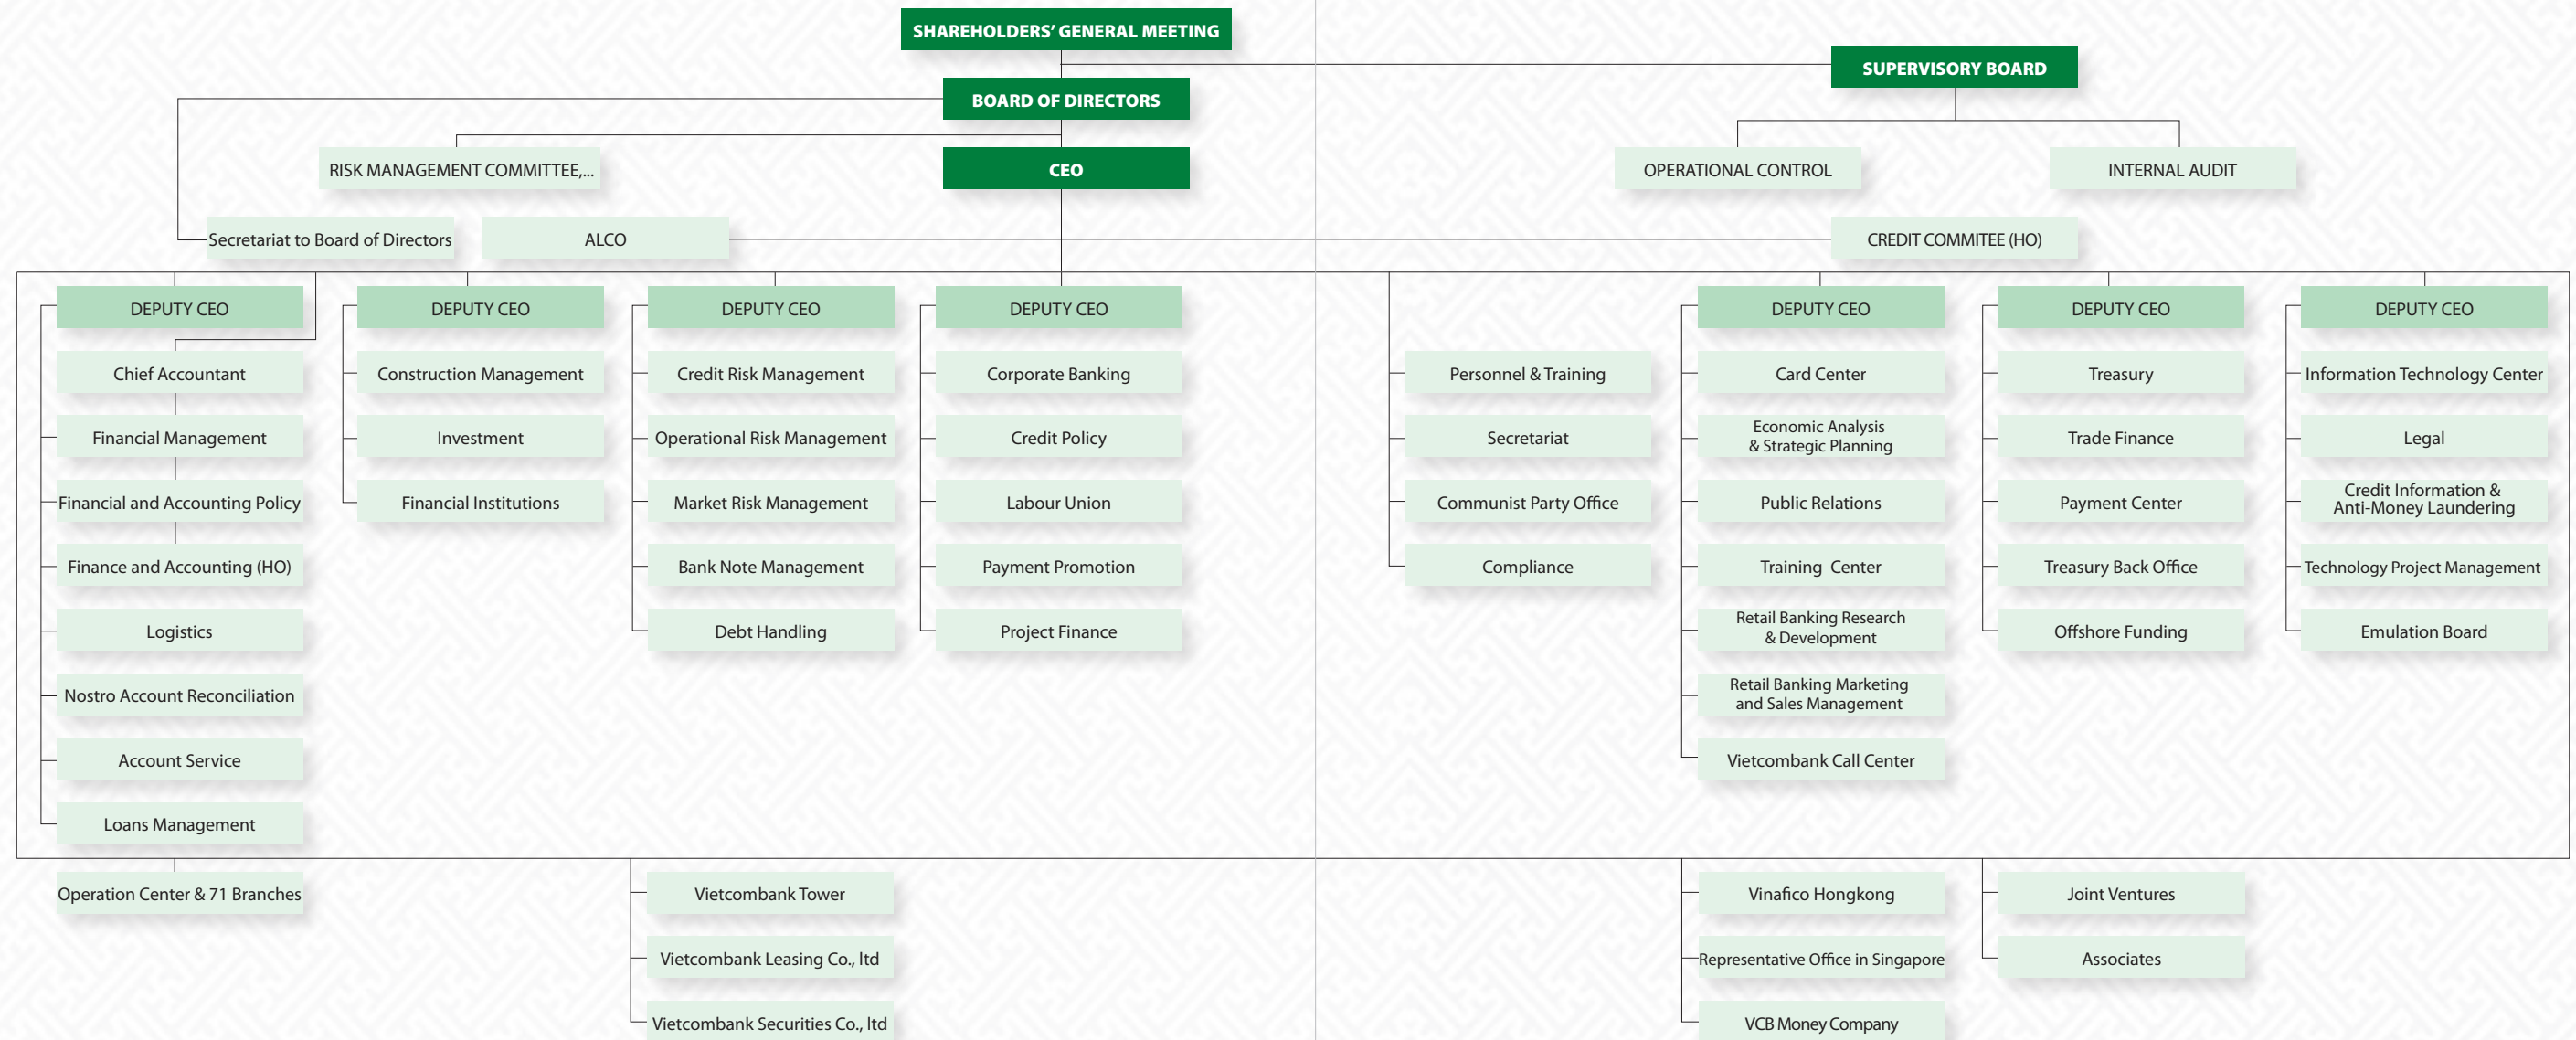 SHAREHOLDERS’ GENERAL MEETING
SUPERVISORY BOARD
BOARD OF DIRECTORS
RISK MANAGEMENT COMMITTEE,...
CEO
OPERATIONAL CONTROL
INTERNAL AUDIT
Secretariat to Board of Directors
ALCO
CREDIT COMMITEE (HO)
DEPUTY CEO
Chief Accountant
Financial Management
Financial and Accounting Policy
Finance and Accounting (HO)
Logistics
Nostro Account Reconciliation
Account Service
Loans Management
DEPUTY CEO
Construction Management
Investment
Financial Institutions
DEPUTY CEO
Credit Risk Management
Operational Risk Management
Market Risk Management
Bank Note Management
Debt Handling
DEPUTY CEO
Corporate Banking
Credit Policy
Labour Union
Payment Promotion
Project Finance
Personnel & Training
Secretariat
Communist Party Office
Compliance
DEPUTY CEO
Card Center
Economic Analysis
& Strategic Planning
Public Relations
Training Center
Retail Banking Research
& Development
Retail Banking Marketing
and Sales Management
Vietcombank Call Center
DEPUTY CEO
Treasury
Trade Finance
Payment Center
Treasury Back Office
Offshore Funding
DEPUTY CEO
Information Technology Center
Legal
Credit Information &
Anti-Money Laundering
Technology Project Management
Emulation Board
Operation Center & 71 Branches
Vietcombank Tower
Vietcombank Leasing Co., ltd
Vietcombank Securities Co., ltd
Vinafico Hongkong
Representative Office in Singapore
VCB Money Company
Joint Ventures
Associates